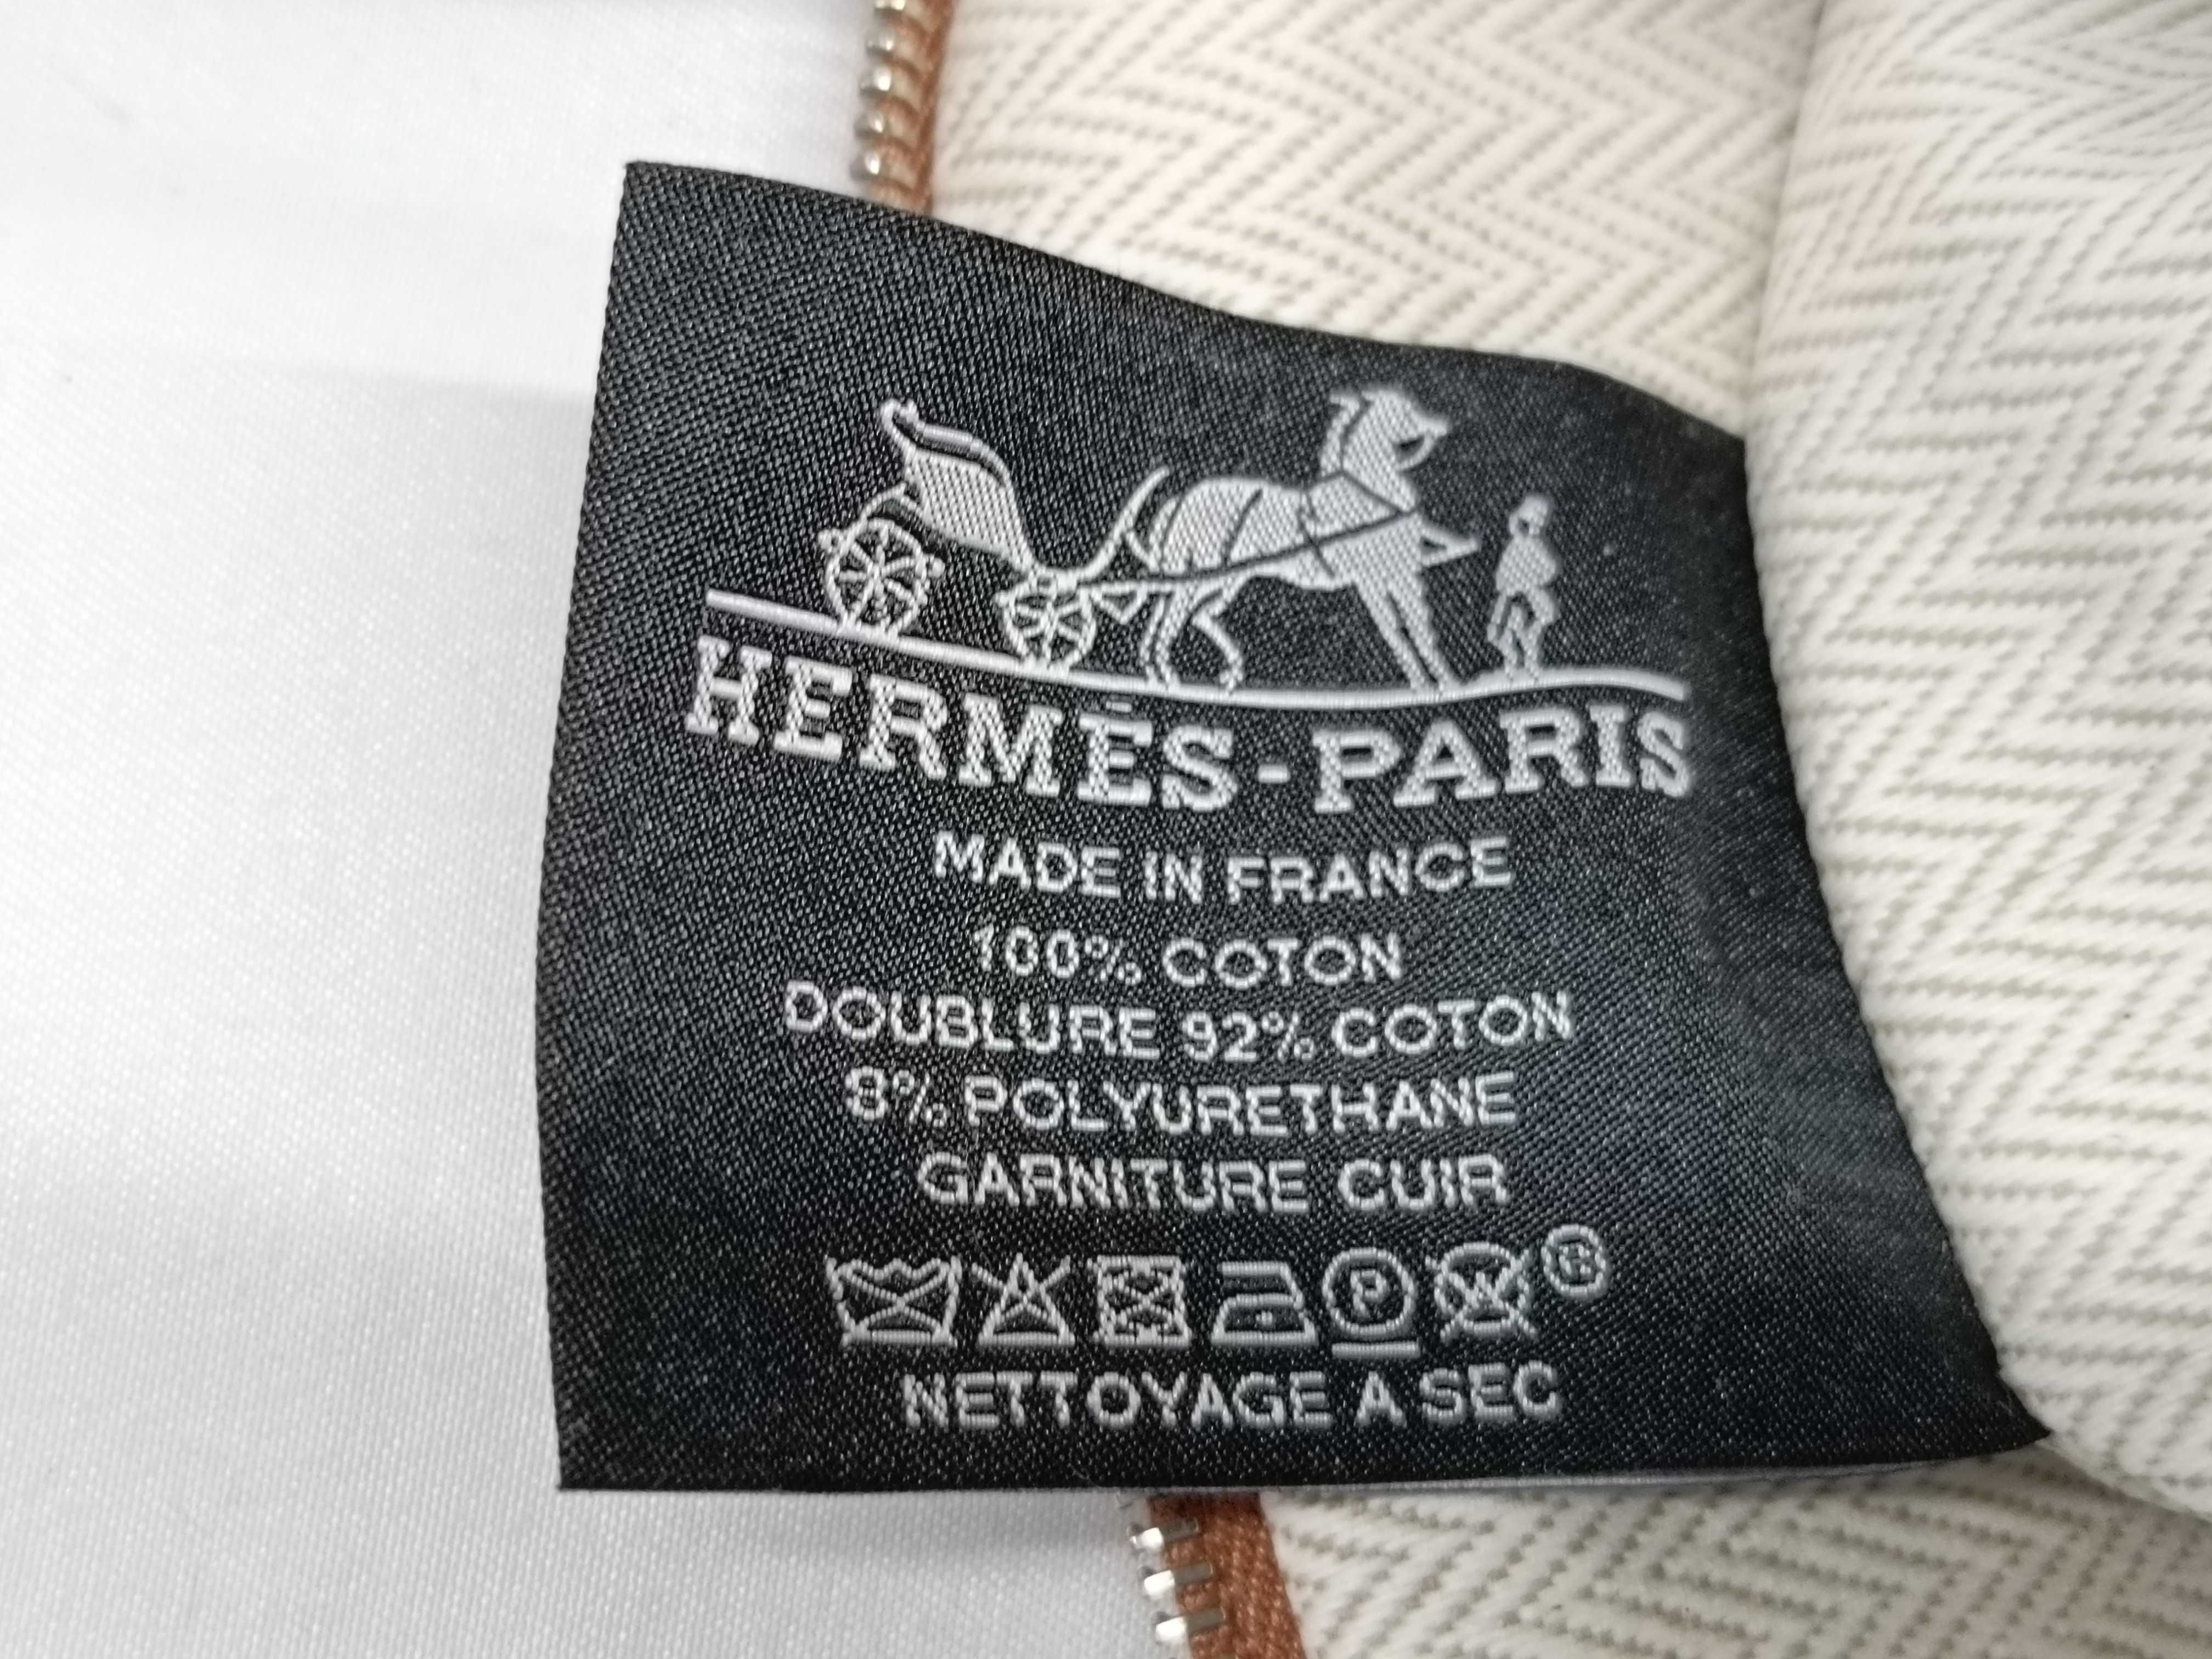 HERMÈS-PARIS
MADE IN FRANCE
100% COTON
DOUBLURE 92% COTON
8% POLYURETHANE
GARNITURE CUIR
P W ®
NETTOYAGE A SEC